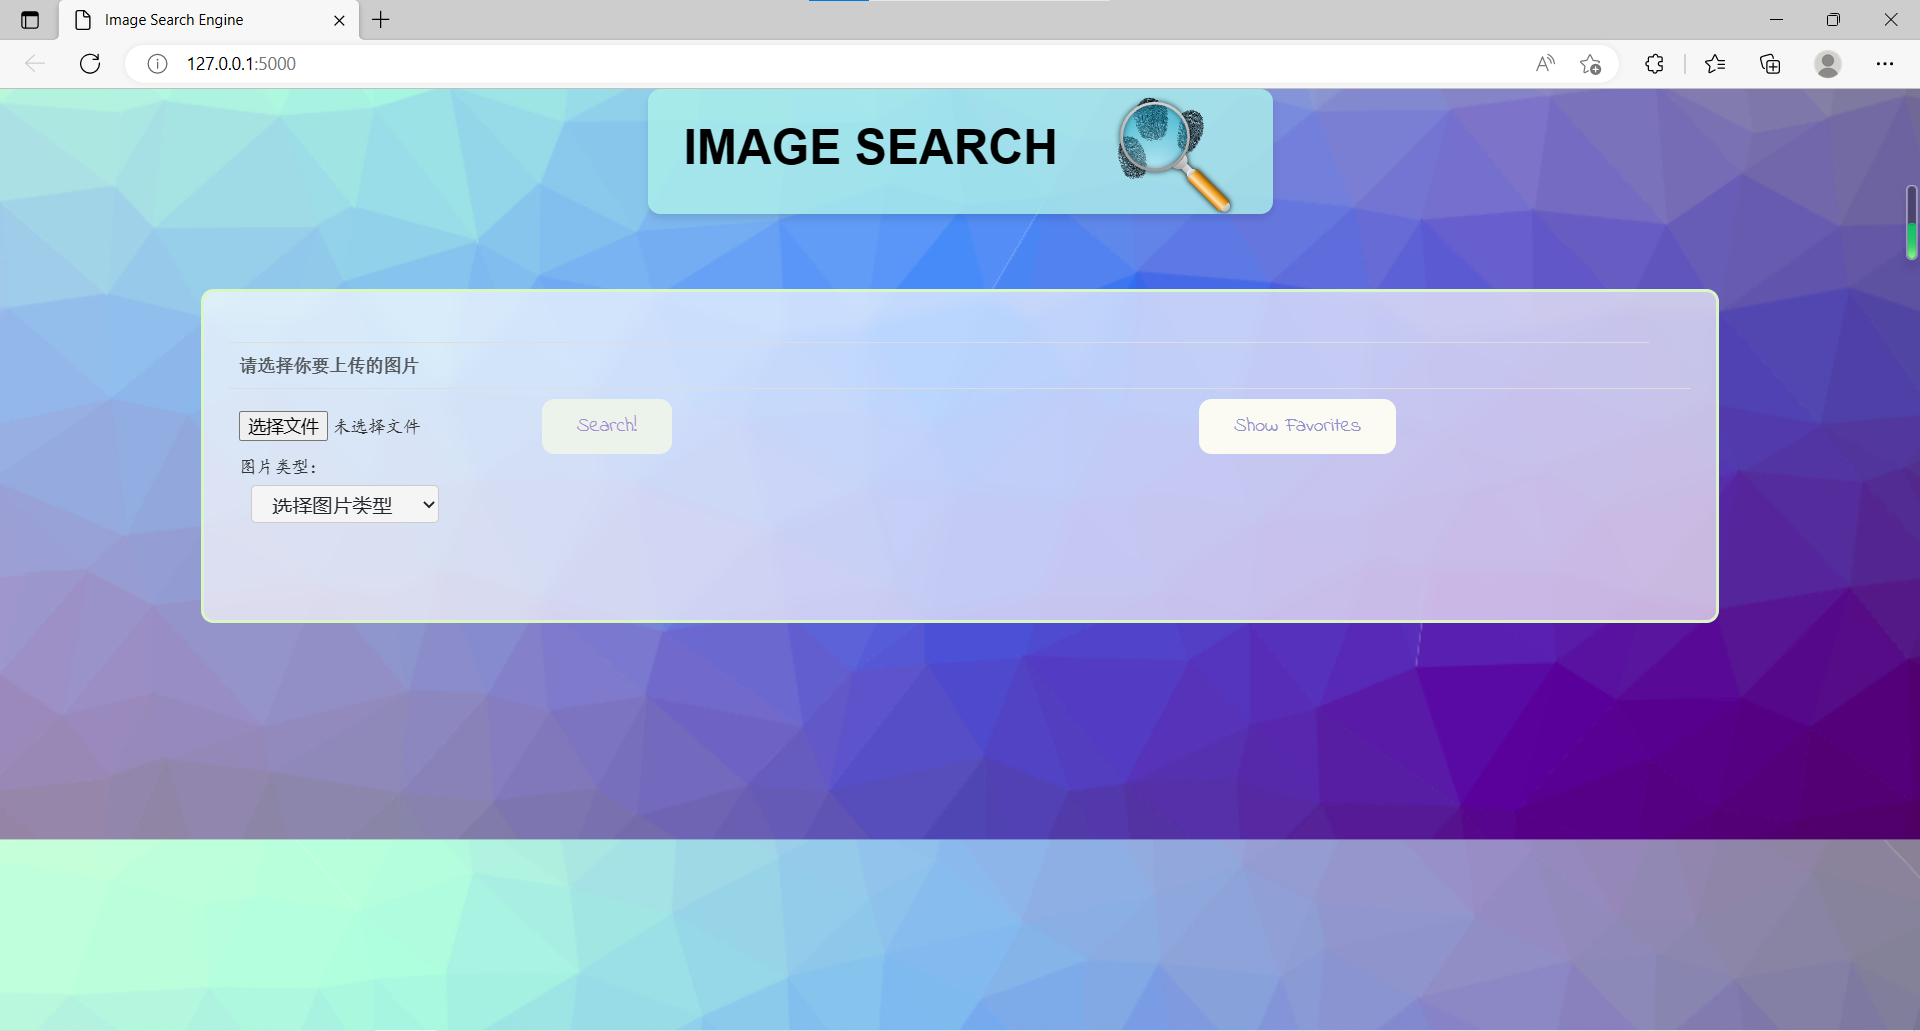 Image Search Engine
127.0.0.1:5000
IMAGE SEARCH
请选择你要上传的图片
选择文件 未选择文件
Search!
Show Favorites
图片类型：
选择图片类型